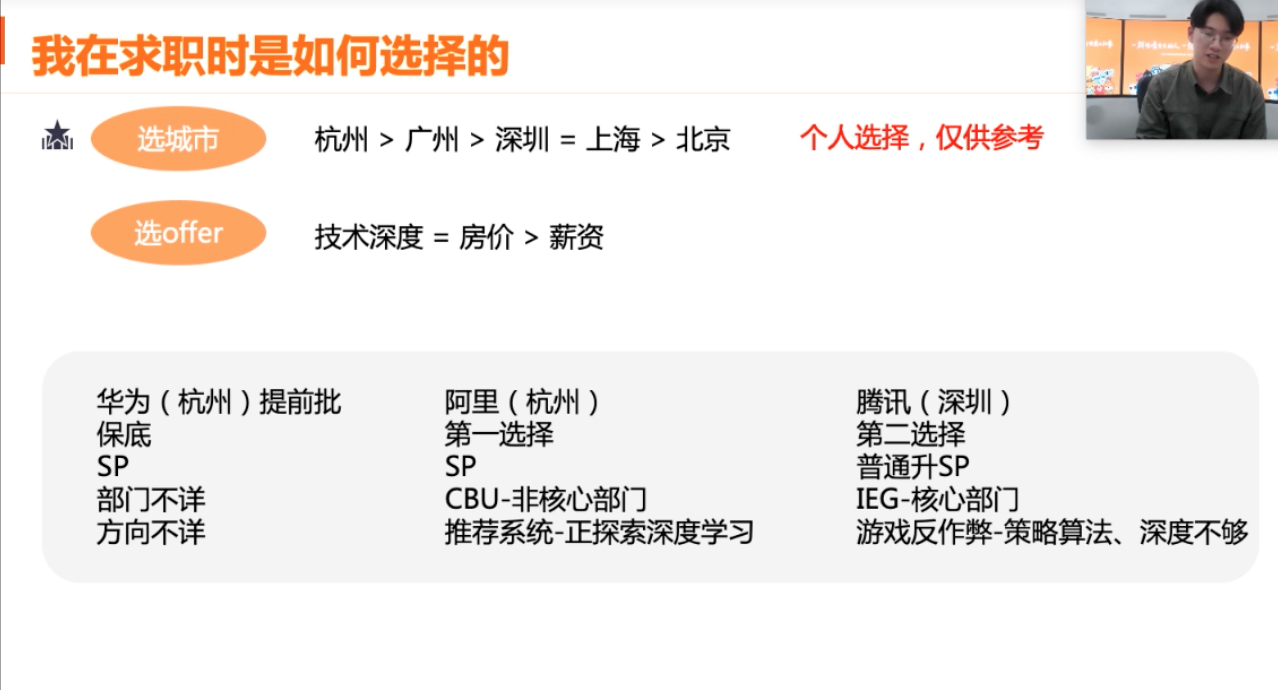 我在求职时是如何选择的
选城市
杭州 > 广州 > 深圳 = 上海 > 北京
个人选择，仅供参考
选offer
技术深度 = 房价 > 薪资
华为（杭州）提前批
保底
SP
部门不详
方向不详
阿里（杭州）
第一选择
SP
CBU-非核心部门
推荐系统-正探索深度学习
腾讯（深圳）
第二选择
普通升SP
IEG-核心部门
游戏反作弊-策略算法、深度不够